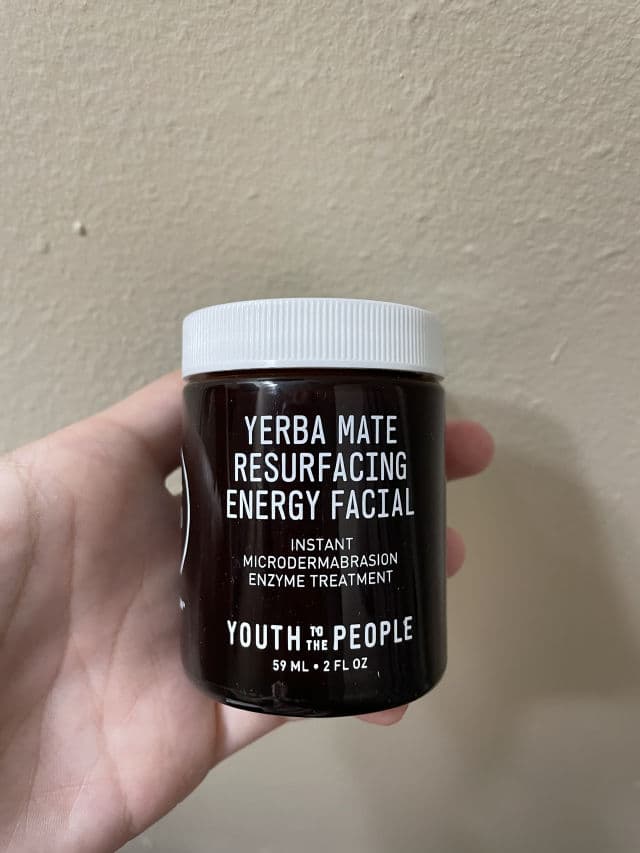 YERBA MATE
RESURFACING
ENERGY FACIAL
INSTANT
MICRODERMABRASION
ENZYME TREATMENT
YOUTH TO THE PEOPLE
59 ML • 2 FL OZ